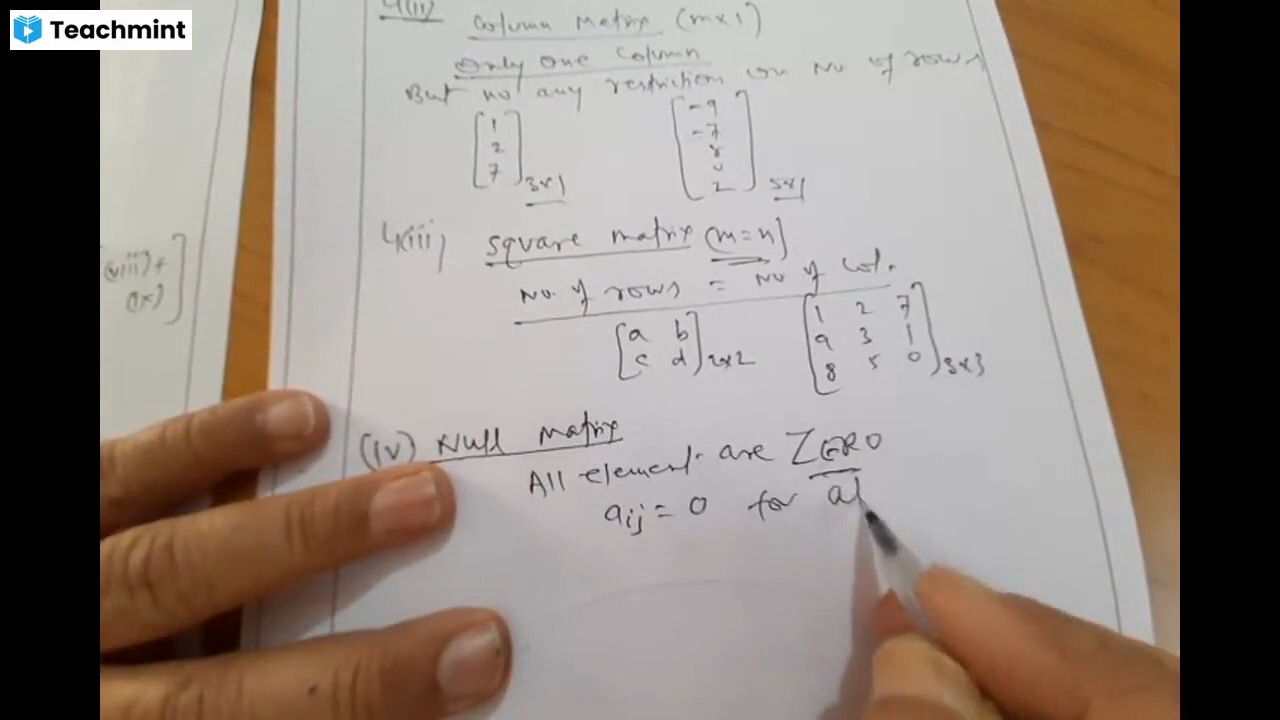 Teachmint
4(ii) Column Matrix (m×1)
Only one Column
But no any restriction on No of rows
[1 2 7] 3×1 [-9 -7 8 0 2] 5×1
(viii) +
(ix)]
4(iii) square matrix (m=n)
No. of rows = No of col.
[a b c d] 2×2 [1 2 7 9 3 1 8 5 0] 3×3
(iv) Null matrix
All element are ZERO
aij = 0 for al